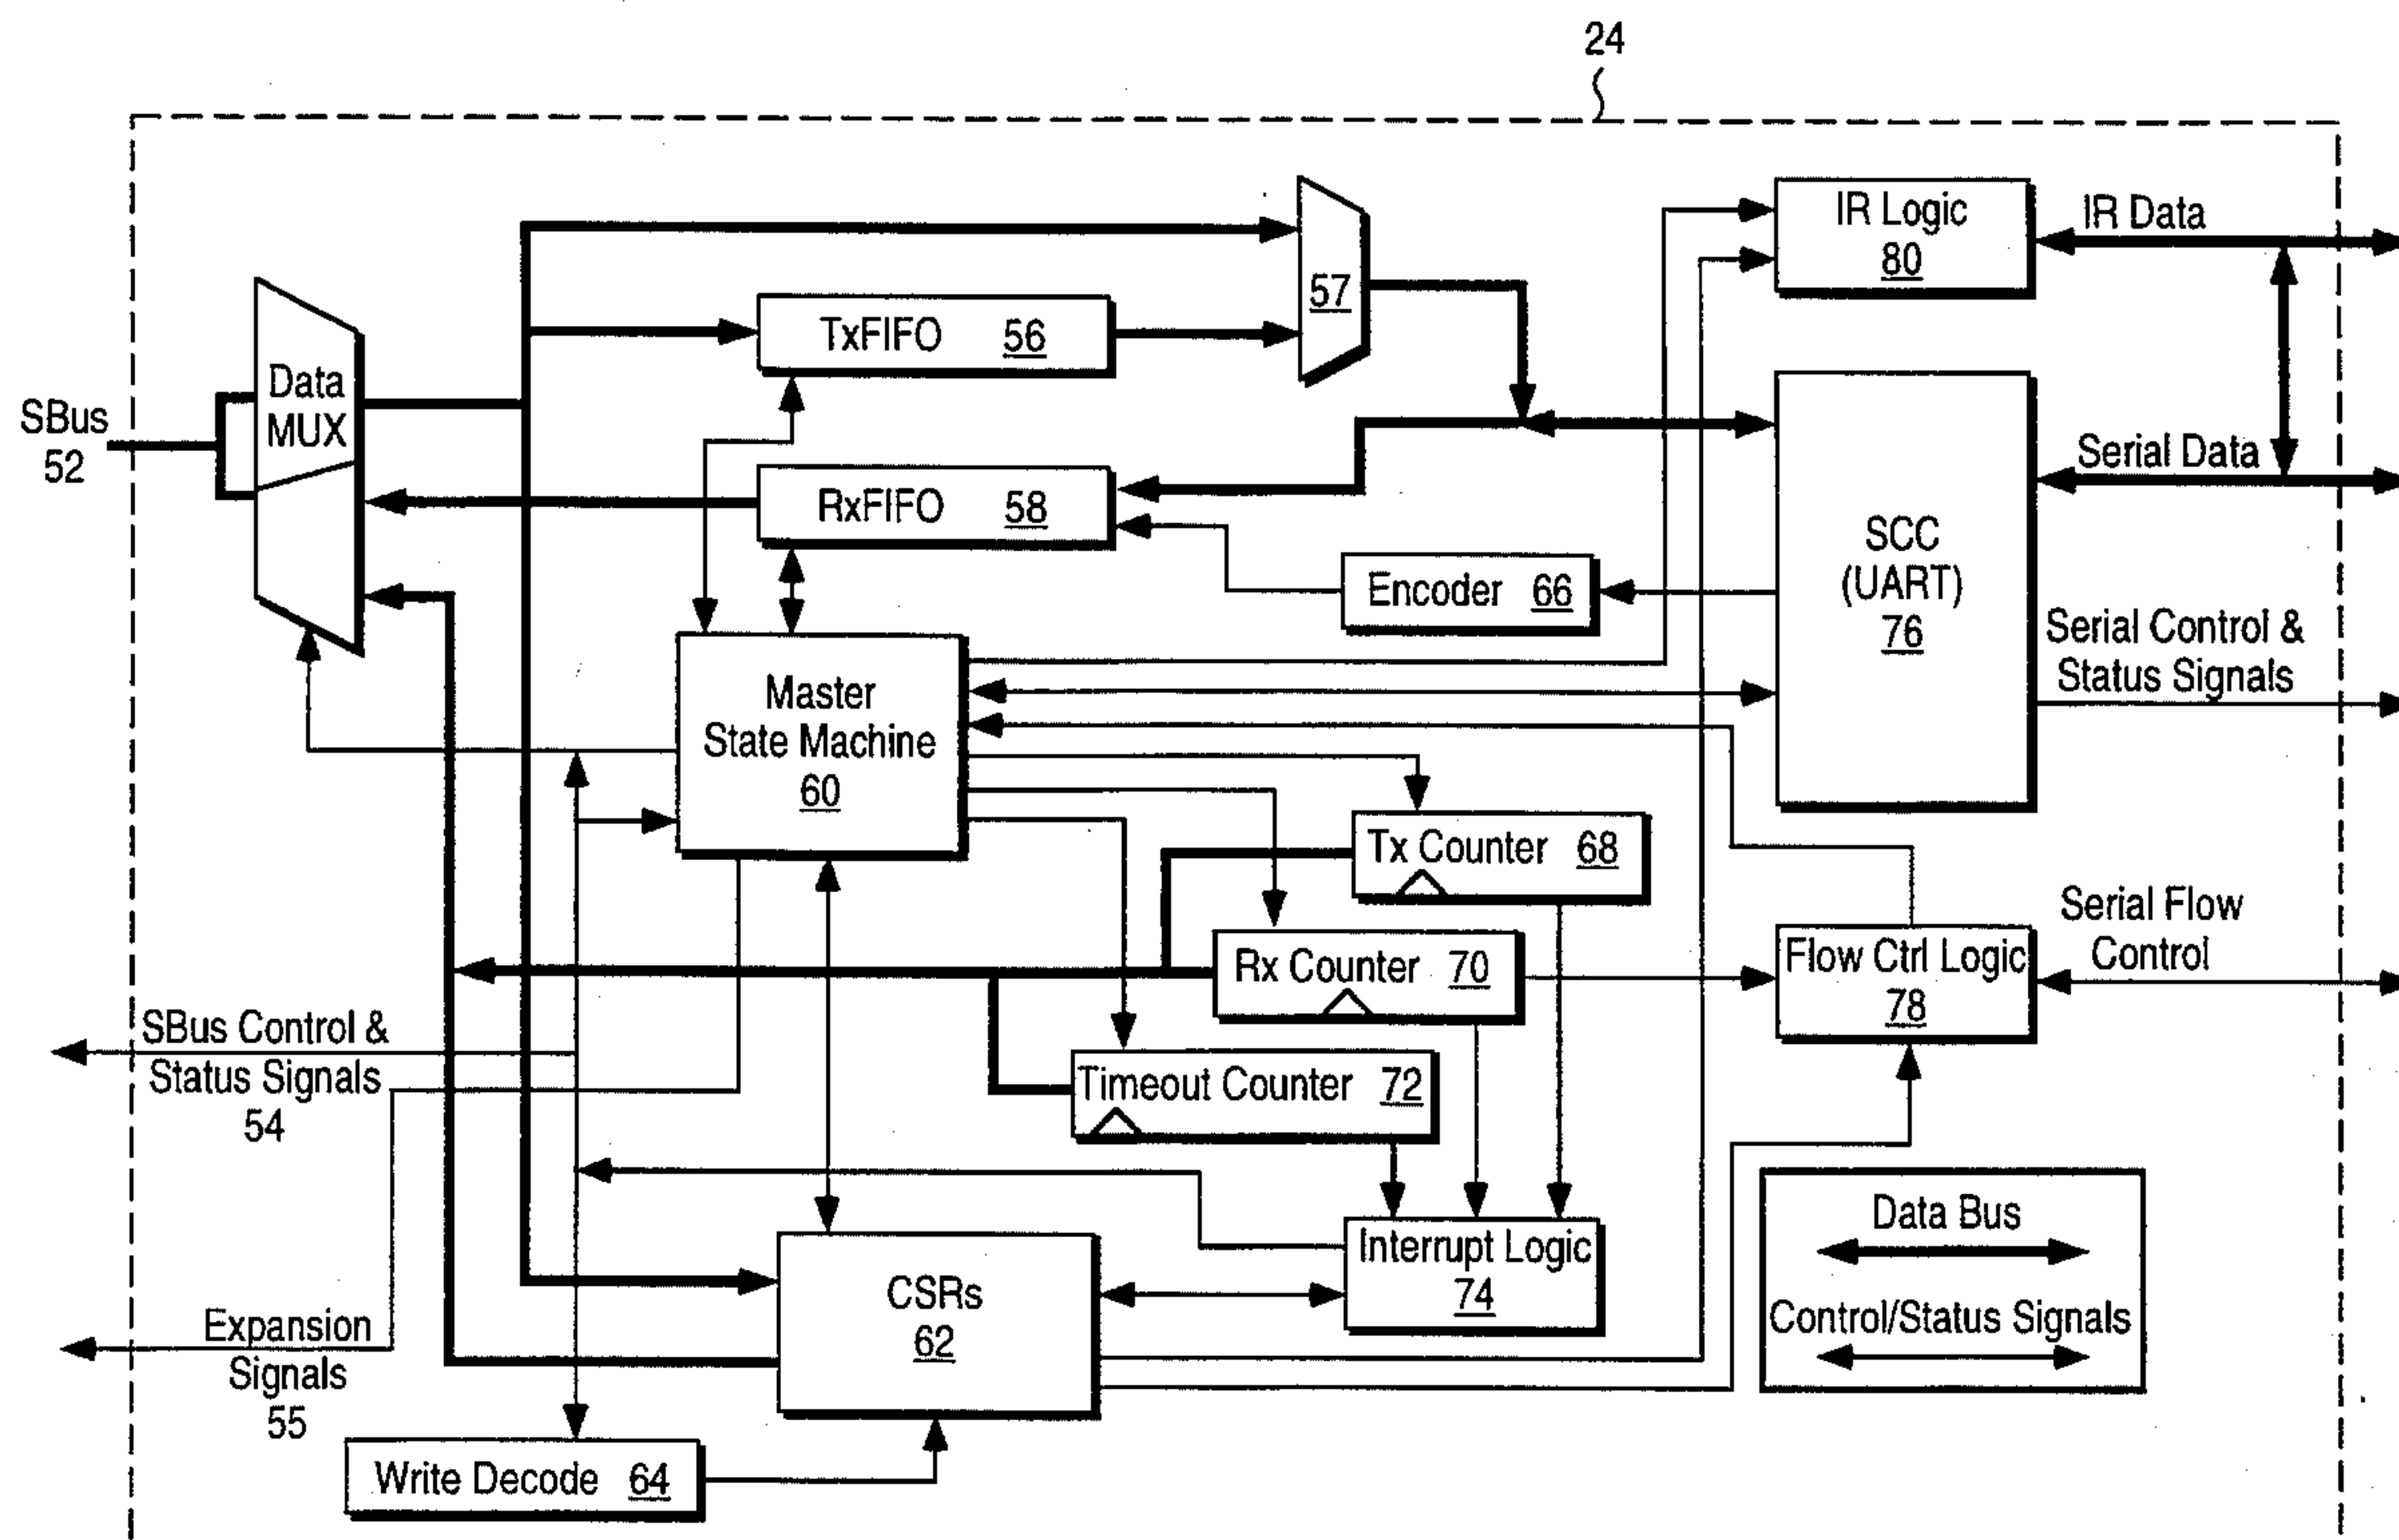 24
IR Logic
80
IR Data
57
TxFIFO 56
Data
MUX
SBus
52
RxFIFO 58
Serial Data
SCC
(UART)
76
Encoder 66
Serial Control &
Status Signals
Master
State Machine
60
Tx Counter 68
Rx Counter 70
Flow Ctrl Logic
78
Serial Flow
Control
SBus Control &
Status Signals
54
Timeout Counter 72
Interrupt Logic
74
Data Bus
Control/Status Signals
CSRs
62
Expansion
Signals
55
Write Decode 64